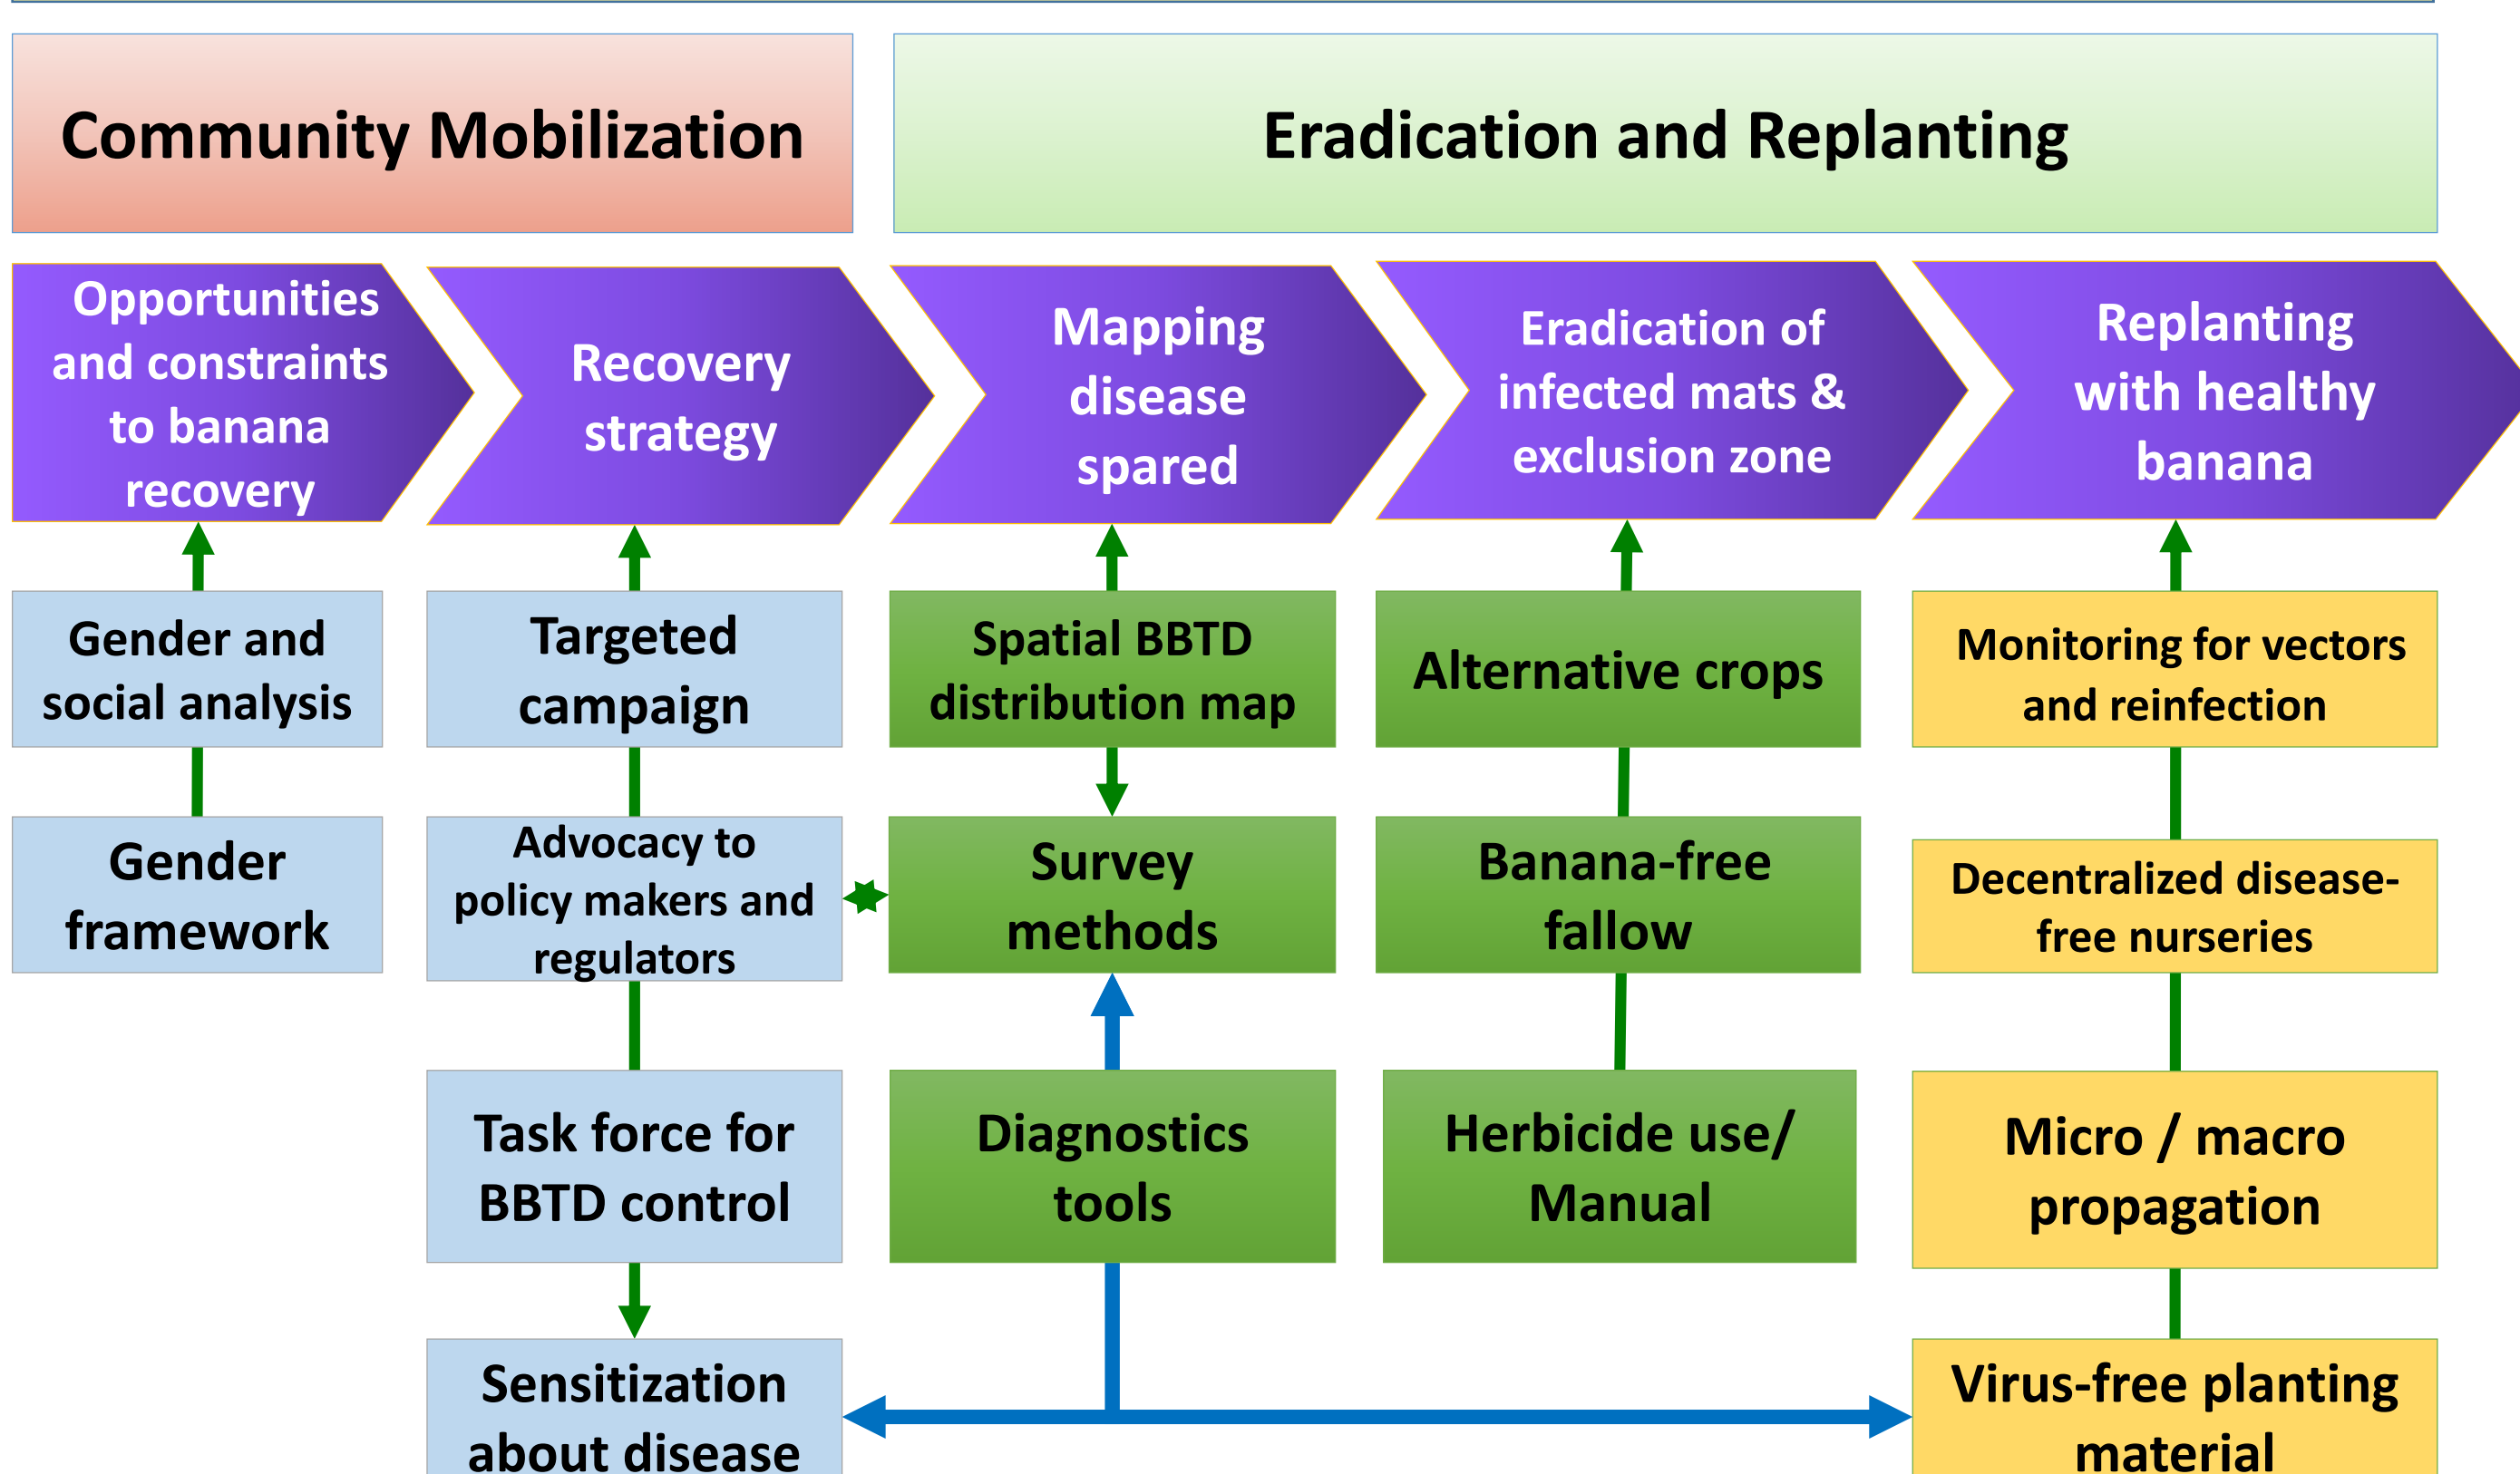 Community Mobilization
Eradication and Replanting
Opportunities
and constraints
to banana
recovery
Recovery
strategy
Mapping
disease
spared
Eradication of
infected mats &
exclusion zone
Replanting
with healthy
banana
Gender and
social analysis
Targeted
campaign
Spatial BBTD
distribution map
Alternative crops
Monitoring for vectors
and reinfection
Gender
framework
Advocacy to
policy makers and
regulators
Survey
methods
Banana-free
fallow
Decentralized disease-
free nurseries
Task force for
BBTD control
Diagnostics
tools
Herbicide use/
Manual
Micro / macro
propagation
Sensitization
about disease
Virus-free planting
material